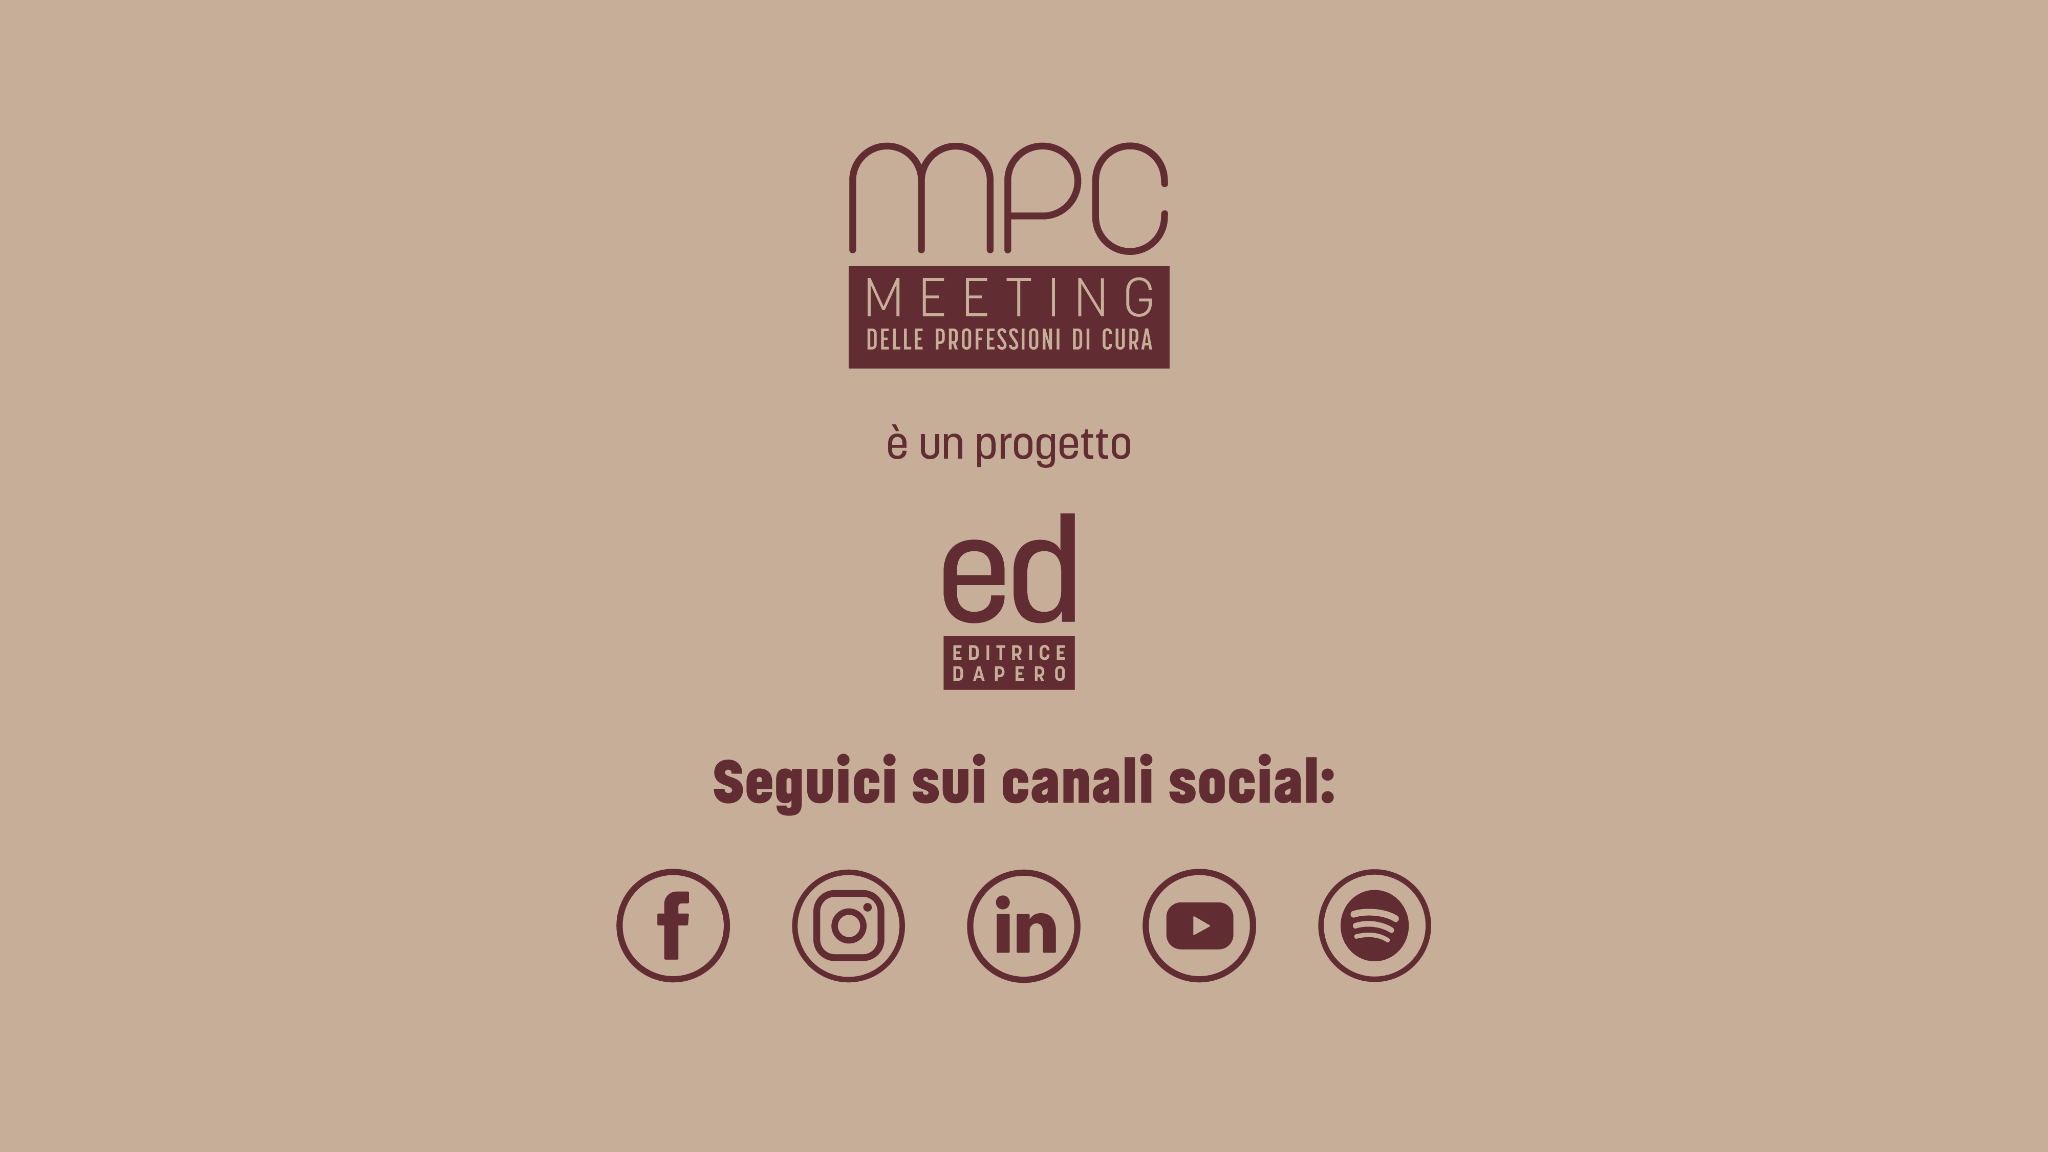 mPC
MEETING
DELLE PROFESSIONI DI CURA
è un progetto
ed
EDITRICE
DAPERO
Seguici sui canali social: